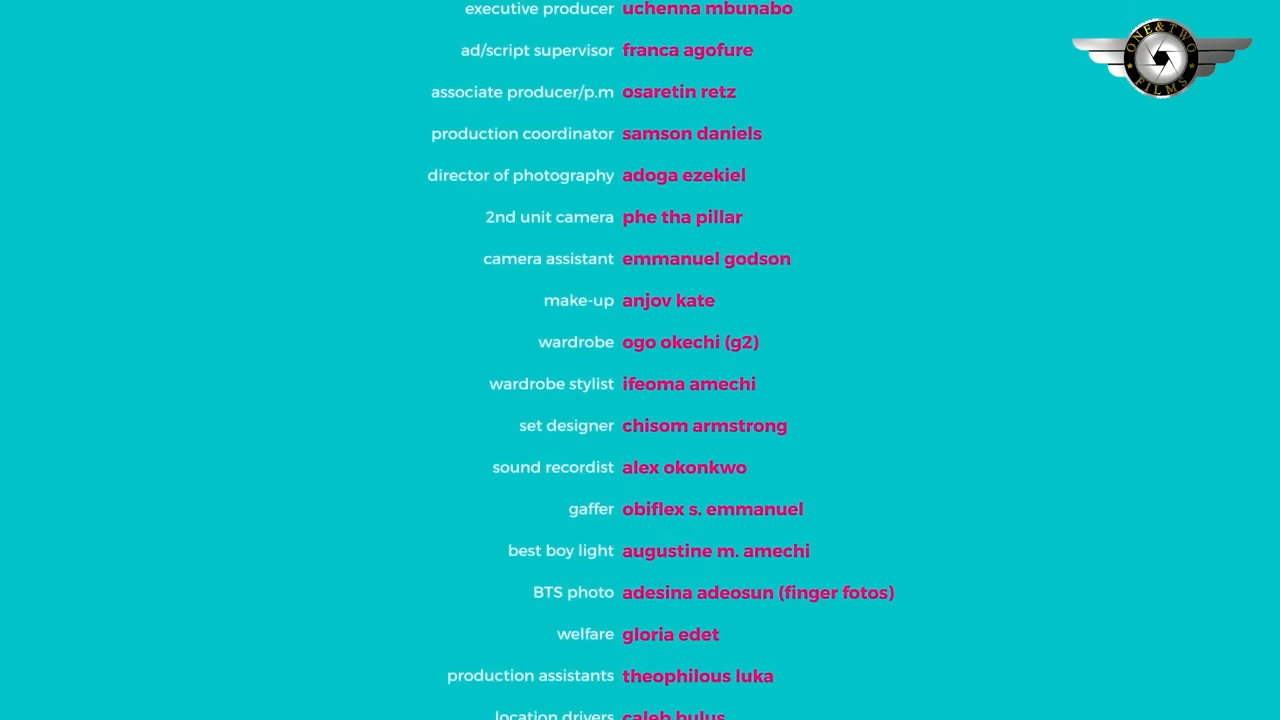 executive producer uchenna mbunabo
ad/script supervisor franca agofure
associate producer/p.m osaretin retz
production coordinator samson daniels
director of photography adoga ezekiel
2nd unit camera phe tha pillar
camera assistant emmanuel godson
make-up anjov kate
wardrobe ogo okechi (g2)
wardrobe stylist ifeoma amechi
set designer chisom armstrong
sound recordist alex okonkwo
gaffer obiflex s. emmanuel
best boy light augustine m. amechi
BTS photo adesina adeosun (finger fotos)
welfare gloria edet
production assistants theophilous luka
location drivers caleb bulus
ONE&TWO
FILMS